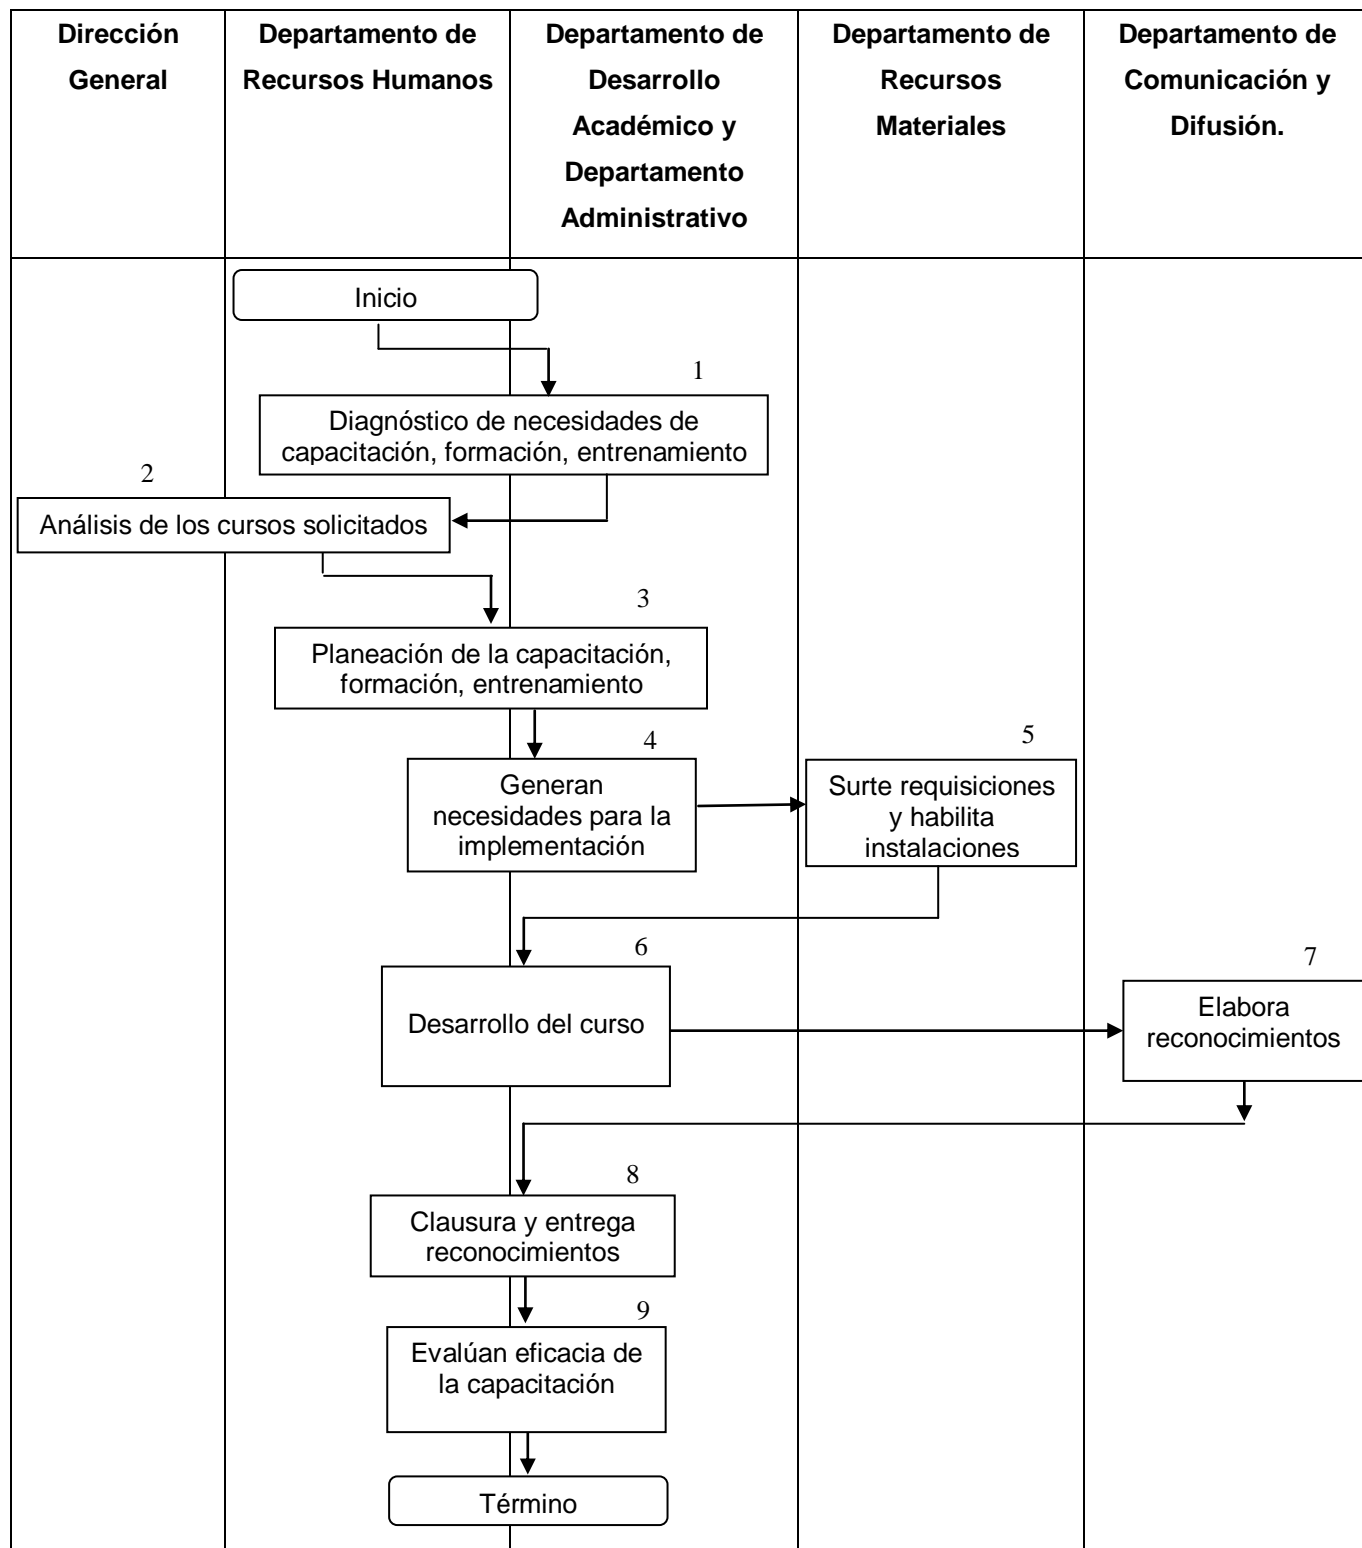 Dirección
General
Departamento de
Recursos Humanos
Departamento de
Desarrollo
Académico y
Departamento
Administrativo
Departamento de
Recursos
Materiales
Departamento de
Comunicación y
Difusión.
Inicio
1
Diagnóstico de necesidades de
capacitación, formación, entrenamiento
2
Análisis de los cursos solicitados
3
Planeación de la capacitación,
formación, entrenamiento
4
Generan
necesidades para la
implementación
5
Surte requisiciones
y habilita
instalaciones
6
Desarrollo del curso
7
Elabora
reconocimientos
8
Clausura y entrega
reconocimientos
9
Evalúan eficacia de
la capacitación
Término